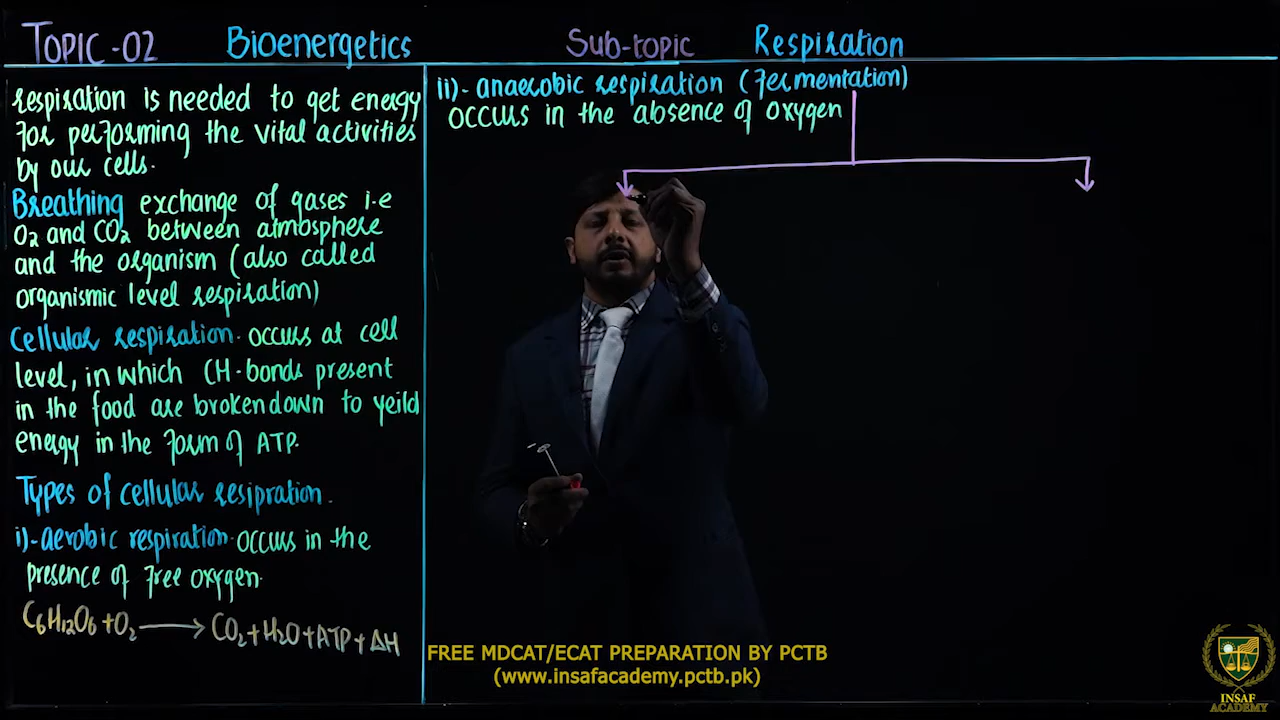 TOPIC-02 Bioenergetics Sub-topic Respiration
respiration is needed to get energy
for performing the vital activities
by our cells.
Breathing exchange of gases i.e
O₂ and CO₂ between atmosphere
and the organism (also called
organismic level respiration)
Cellular respiration. occurs at cell
level, in which CH-bonds present
in the food are brokendown to yeild
energy in the form of ATP.
Types of cellular resipration.
i)-aerobic respiration. occurs in the
presence of free oxygen.
C₆H₁₂O₆ + O₂ ⟶ CO₂ + H₂O + ATP + ΔH
ii)- anaerobic respiration (fermentation)
occurs in the absence of oxygen
FREE MDCAT/ECAT PREPARATION BY PCTB
(www.insafacademy.pctb.pk)
INSAF
ACADEMY